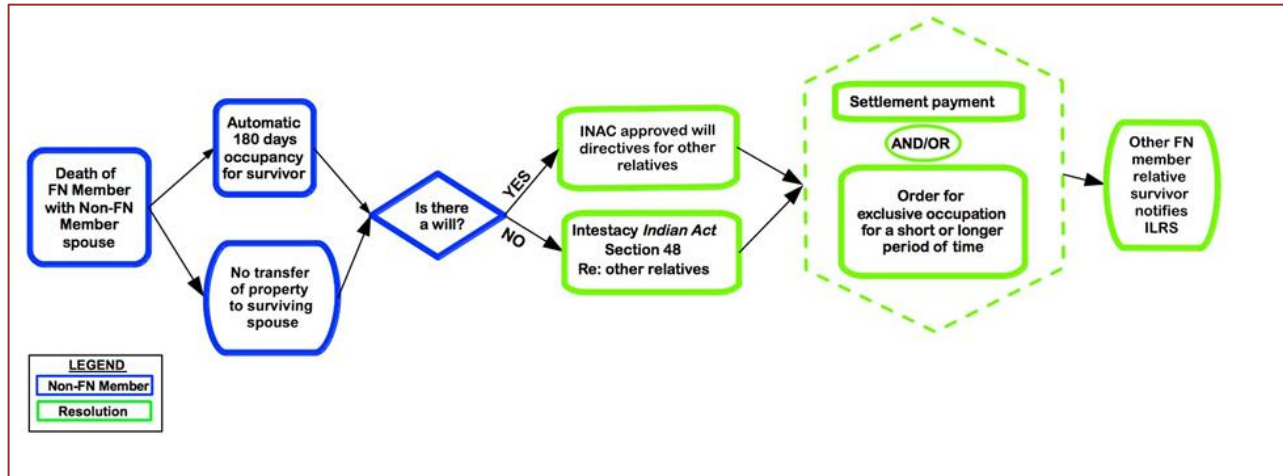 Death of
FN Member
with Non-FN
Member
spouse
Automatic
180 days
occupancy
for survivor
No transfer
of property
to surviving
spouse
Is there
a will?
YES
NO
INAC approved will
directives for other
relatives
Intestacy Indian Act
Section 48
Re: other relatives
Settlement payment
AND/OR
Order for
exclusive occupation
for a short or longer
period of time
Other FN
member
relative
survivor
notifies
ILRS
LEGEND
Non-FN Member
Resolution